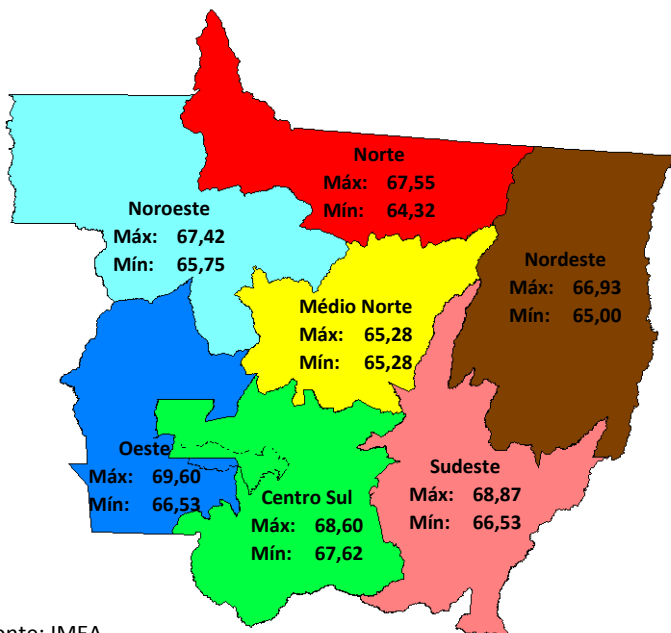 Norte
Máx: 67,55
Mín: 64,32
Noroeste
Máx: 67,42
Mín: 65,75
Nordeste
Máx: 66,93
Mín: 65,00
Médio Norte
Máx: 65,28
Mín: 65,28
Oeste
Máx: 69,60
Mín: 66,53
Centro Sul
Máx: 68,60
Mín: 67,62
Sudeste
Máx: 68,87
Mín: 66,53
onte: IMEA